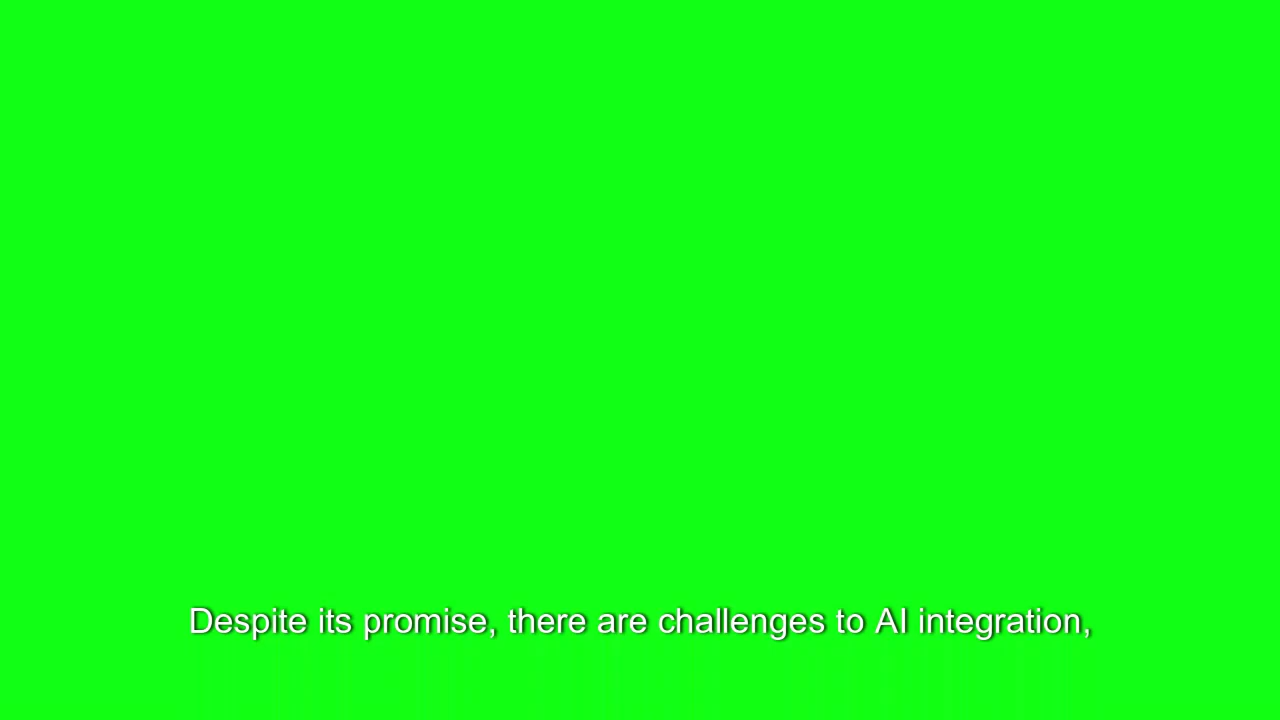 Despite its promise, there are challenges to AI integration,